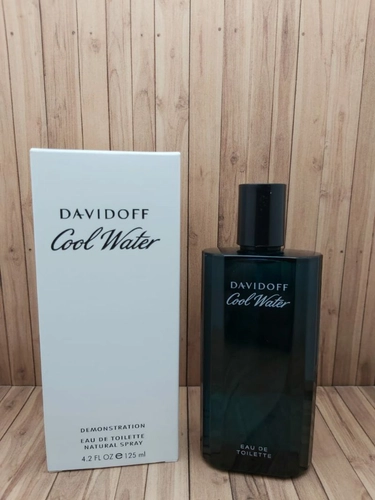 DAVIDOFF
Cool Water
DEMONSTRATION
EAU DE TOILETTE
NATURAL SPRAY
4.2 FL OZ ℮ 125 ml
DAVIDOFF
Cool Water
EAU DE
TOILETTE